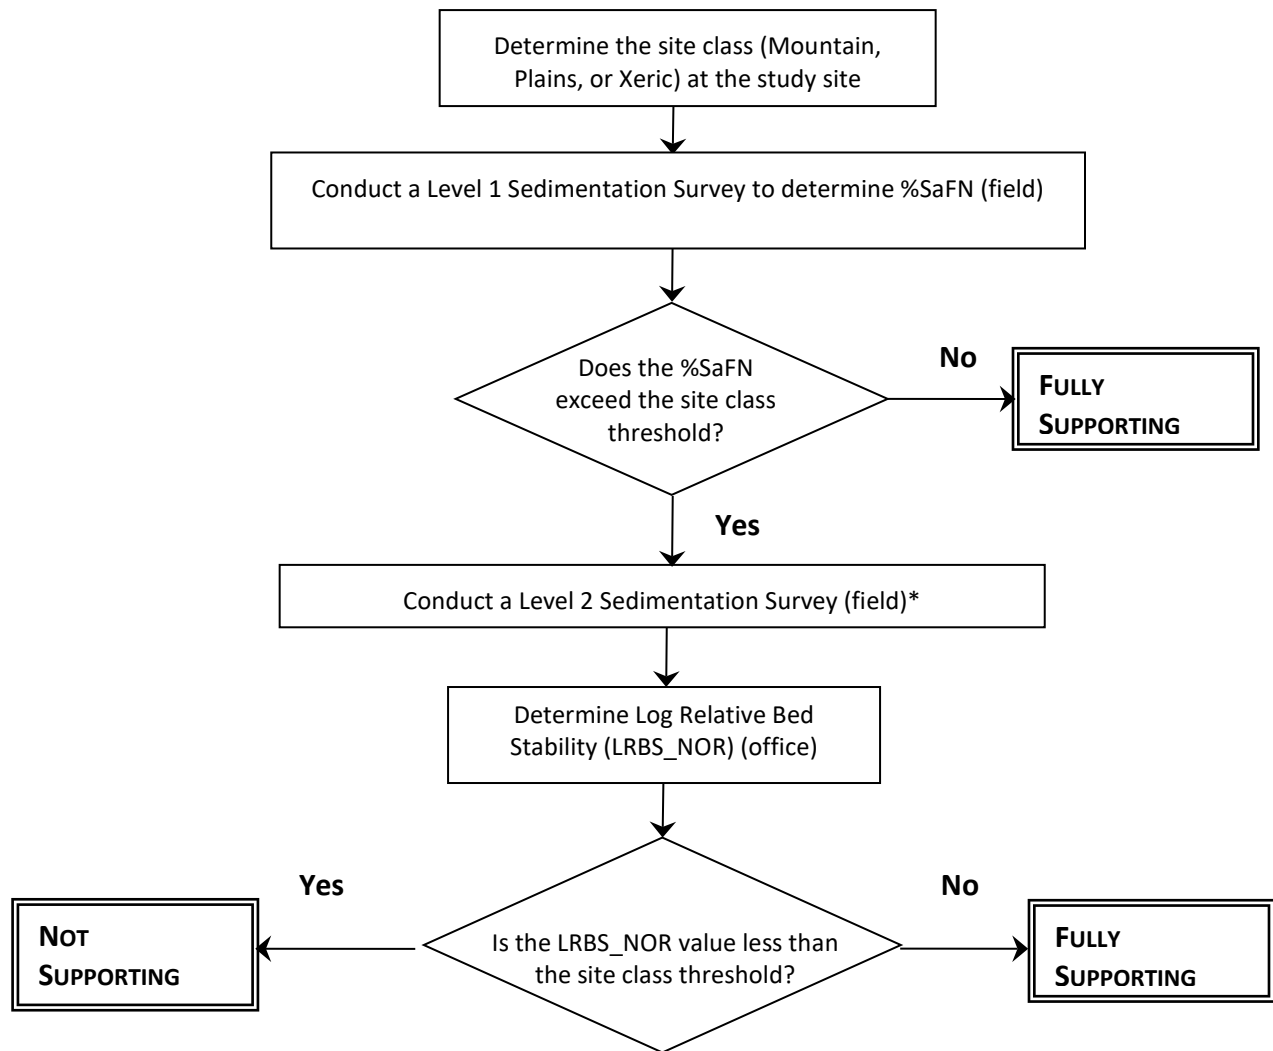 Determine the site class (Mountain,
Plains, or Xeric) at the study site
Conduct a Level 1 Sedimentation Survey to determine %SaFN (field)
Does the %SaFN
exceed the site class
threshold?
No
FULLY
SUPPORTING
Yes
Conduct a Level 2 Sedimentation Survey (field)*
Determine Log Relative Bed
Stability (LRBS_NOR) (office)
Is the LRBS_NOR value less than
the site class threshold?
Yes
NOT
SUPPORTING
No
FULLY
SUPPORTING